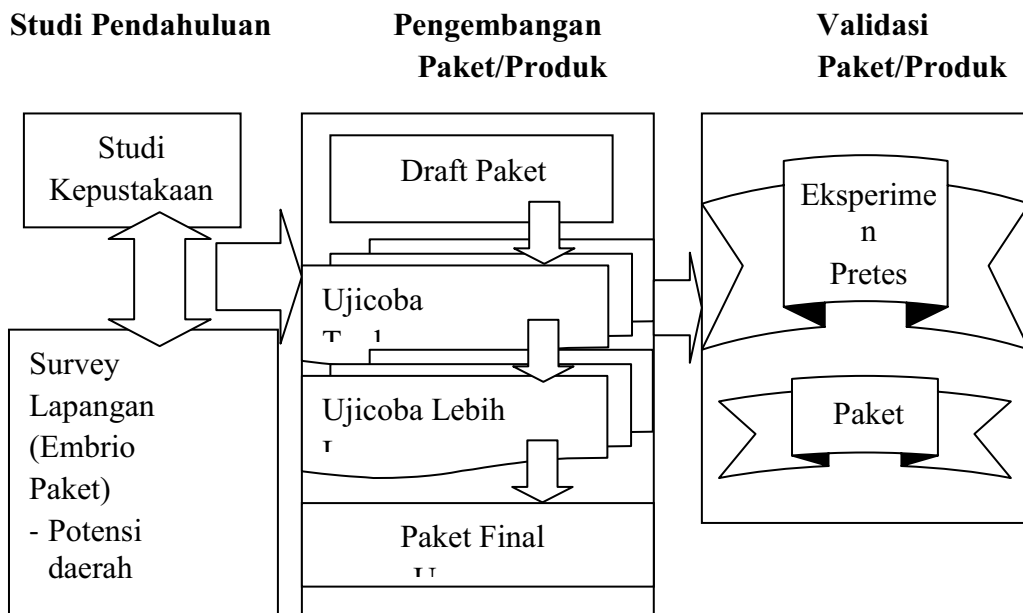 Studi Pendahuluan
Pengembangan
Paket/Produk
Validasi
Paket/Produk
Studi
Kepustakaan
Survey
Lapangan
(Embrio
Paket)
- Potensi
daerah
Draft Paket
Ujicoba
Ujicoba Lebih
Paket Final
Eksperime
n
Pretes
Paket